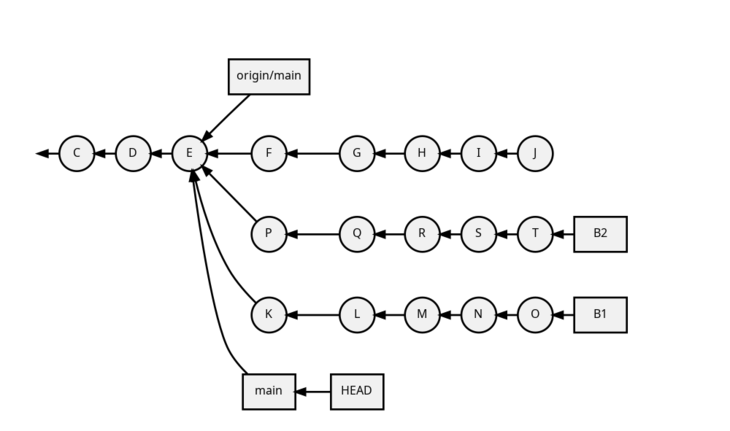 origin/main
C D E F G H I J
P Q R S T B2
K L M N O B1
main HEAD